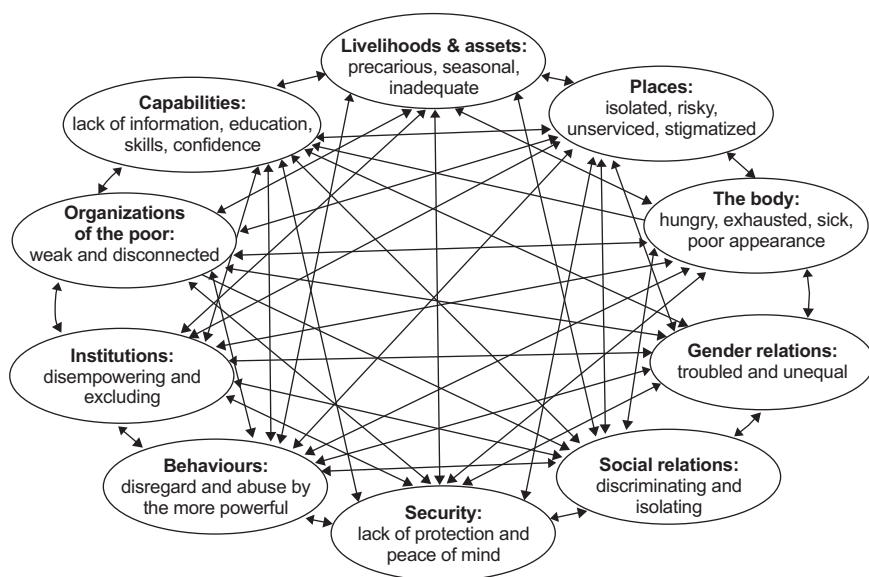 Livelihoods & assets:
precarious, seasonal,
inadequate
Places:
isolated, risky,
unserviced, stigmatized
Capabilities:
lack of information, education,
skills, confidence
The body:
hungry, exhausted, sick,
poor appearance
Organizations
of the poor:
weak and disconnected
Gender relations:
troubled and unequal
Institutions:
disempowering and
excluding
Social relations:
discriminating and
isolating
Behaviours:
disregard and abuse by
the more powerful
Security:
lack of protection and
peace of mind